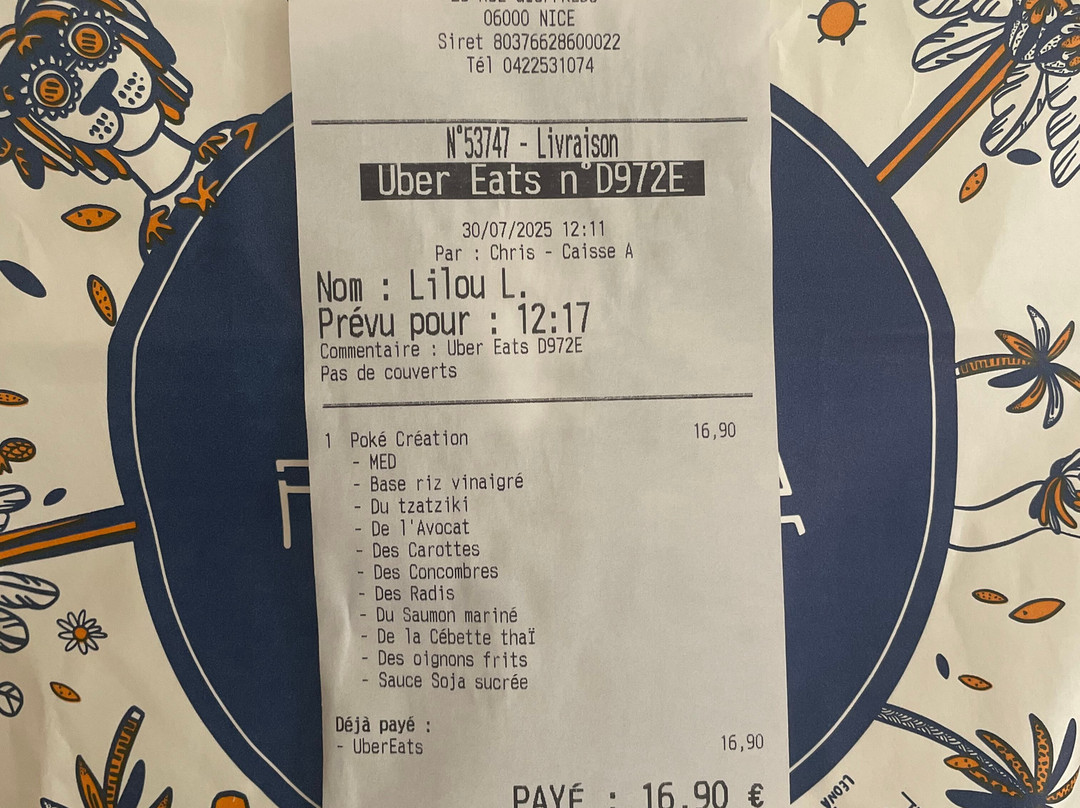 06000 NICE
Siret 80376628600022
Tél 0422531074
N°53747 - Livraison
Uber Eats n°D972E
30/07/2025 12:11
Par : Chris - Caisse A
Nom : Lilou L.
Prévu pour : 12:17
Commentaire : Uber Eats D972E
Pas de couverts
1 Poké Création 16,90
- MED
- Base riz vinaigré
- Du tzatziki
- De l'Avocat
- Des Carottes
- Des Concombres
- Des Radis
- Du Saumon mariné
- De la Cébette thaï
- Des oignons frits
- Sauce Soja sucrée
Déjà payé :
- UberEats 16,90
PAYÉ : 16,90 €
LEONA